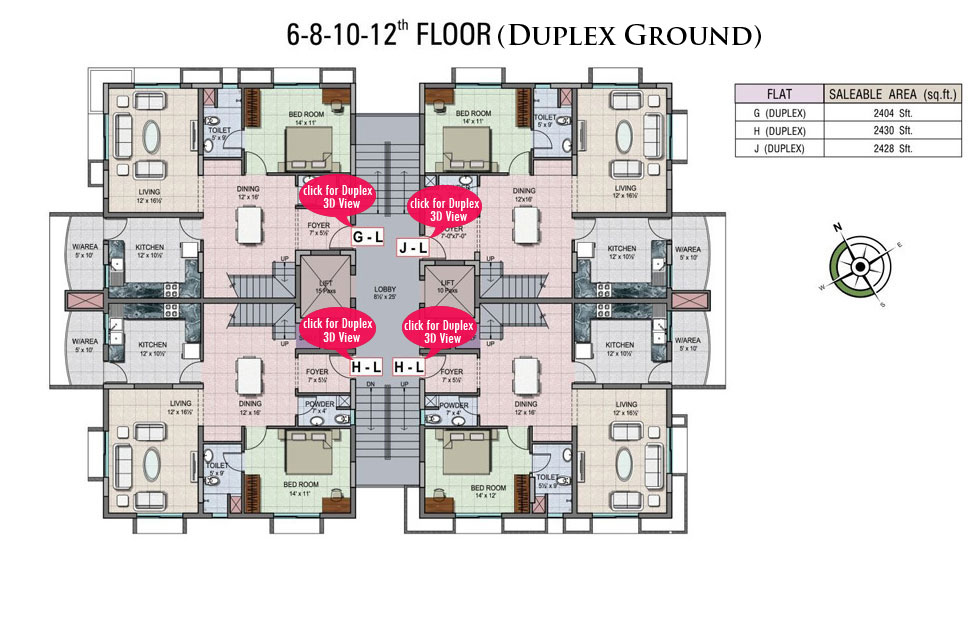 6-8-10-12th FLOOR (DUPLEX GROUND)
FLAT SALEABLE AREA (sq.ft.)
G (DUPLEX) 2404 Sft.
H (DUPLEX) 2430 Sft.
J (DUPLEX) 2428 Sft.
N
E
W
S
BED ROOM
14' x 11'
TOILET
5' x 9'
LIVING
12' x 16½'
DINING
12' x 16'
click for Duplex
3D View
FOYER
7' x 5½'
G - L
KITCHEN
12' x 10½'
W/AREA
5' x 10'
UP
LIFT
15 Paxs
BED ROOM
14' x 11'
TOILET
5' x 9'
LIVING
12' x 16½'
DINING
12'x16'
click for Duplex
3D View
FOYER
7'-0"x7'-0"
J - L
KITCHEN
12' x 10½'
W/AREA
5' x 10'
UP
LIFT
10 Paxs
LOBBY
8½' x 25'
W/AREA
5' x 10'
KITCHEN
12' x 10½'
UP
click for Duplex
3D View
H - L
FOYER
7' x 5½'
DINING
12' x 16'
LIVING
12' x 16½'
POWDER
7' x 4'
TOILET
5' x 9'
BED ROOM
14' x 11'
DN
UP
click for Duplex
3D View
H - L
UP
FOYER
7' x 5½'
KITCHEN
12' x 10½'
W/AREA
5' x 10'
DINING
12' x 16'
LIVING
12' x 16½'
POWDER
7' x 4'
BED ROOM
14' x 12'
TOILET
5½' x 9'